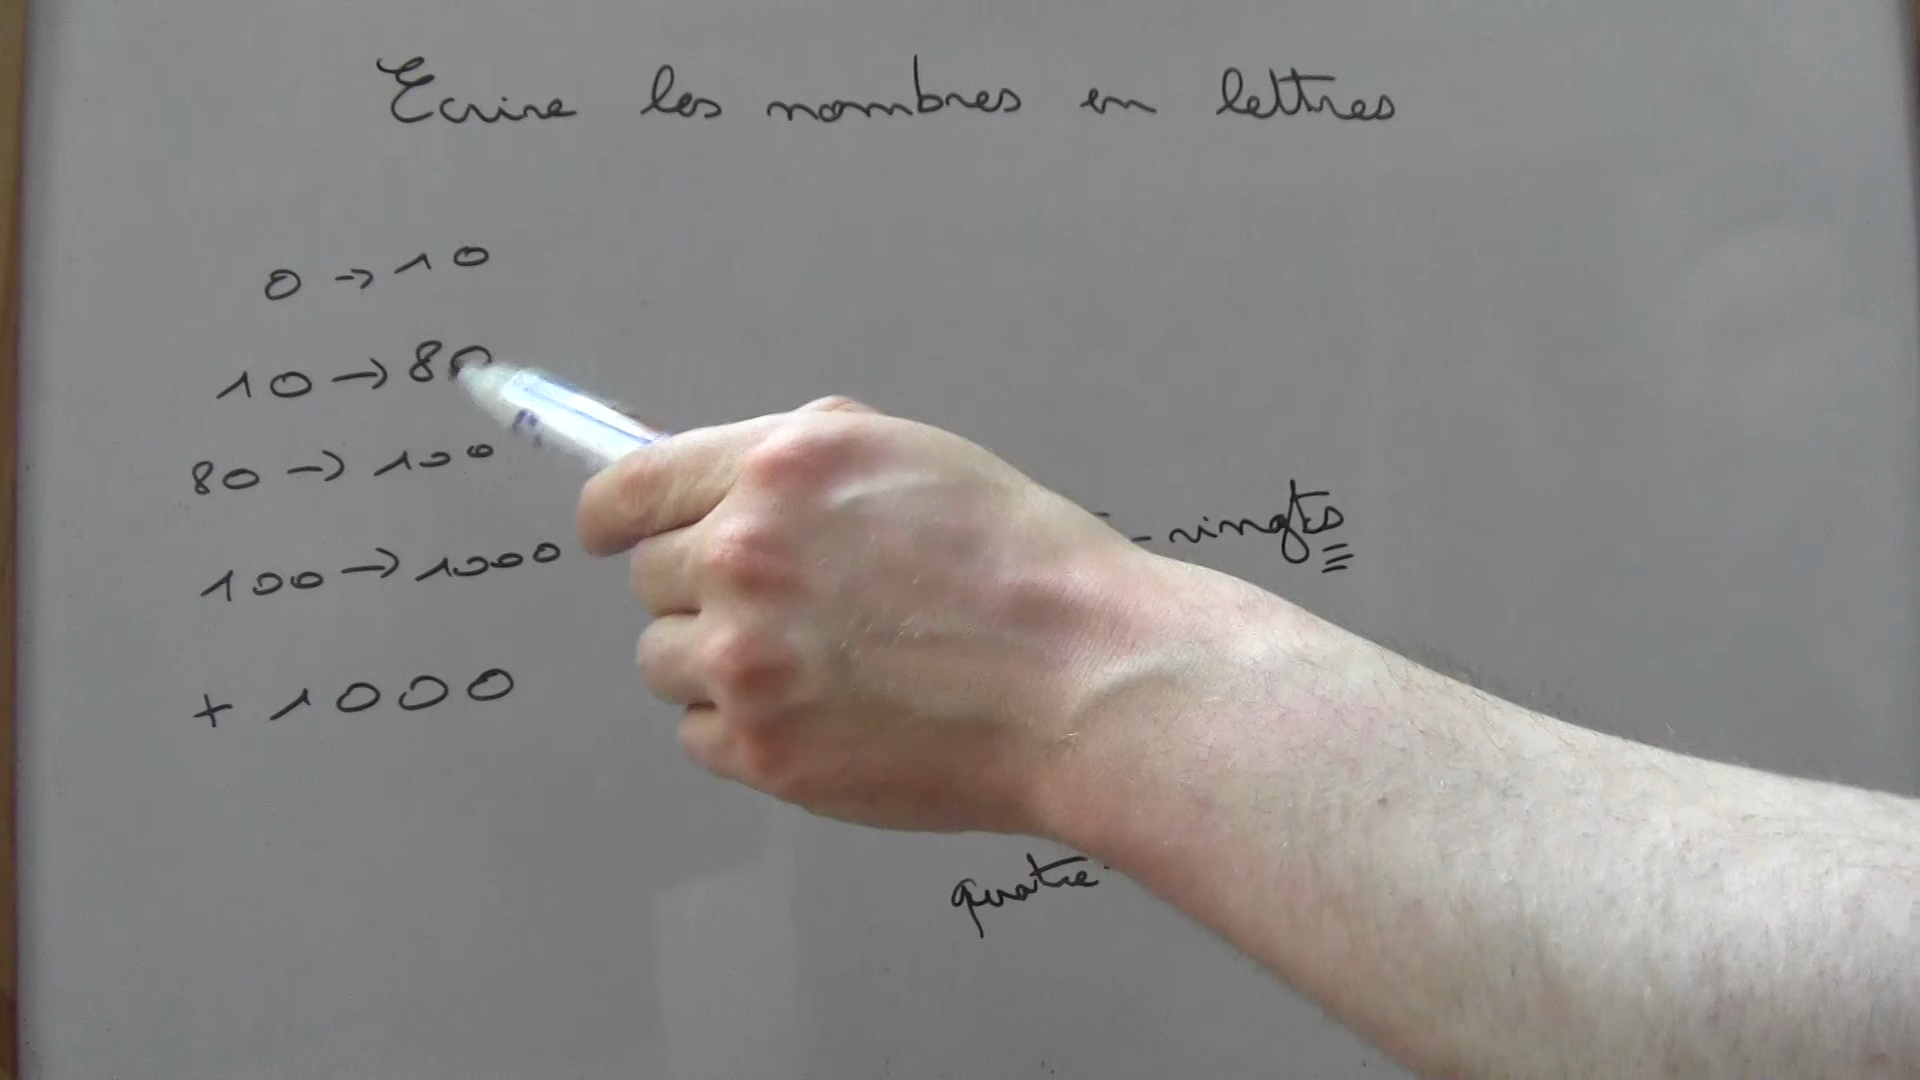 Ecrire les nombres en lettres
0 → 10
10 → 80
80 → 100
100 → 1000
+ 1000
- vingts
quatre-